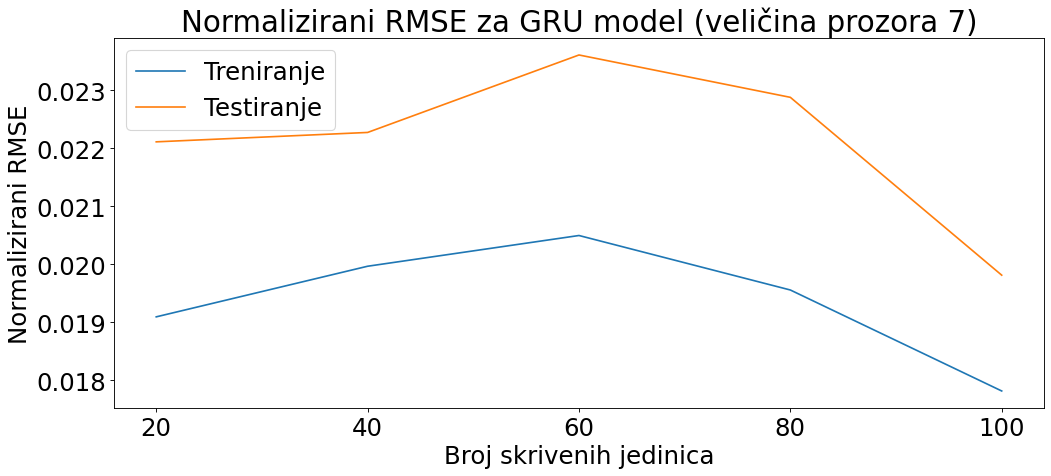 Normalizirani RMSE za GRU model (veličina prozora 7)
Treniranje
Testiranje
Normalizirani RMSE
0.023
0.022
0.021
0.020
0.019
0.018
20 40 60 80 100
Broj skrivenih jedinica